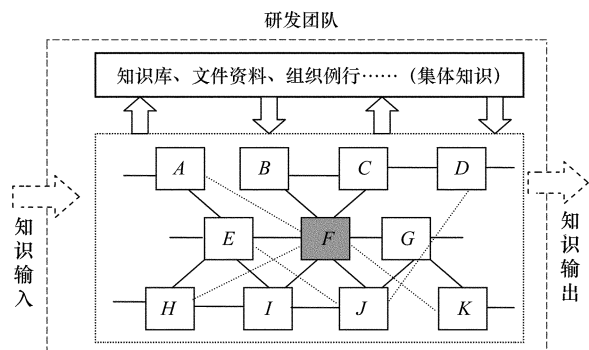 研发团队
知识库、文件资料、组织例行……（集体知识）
A B C D
知识输入
E F G
知识输出
H I J K